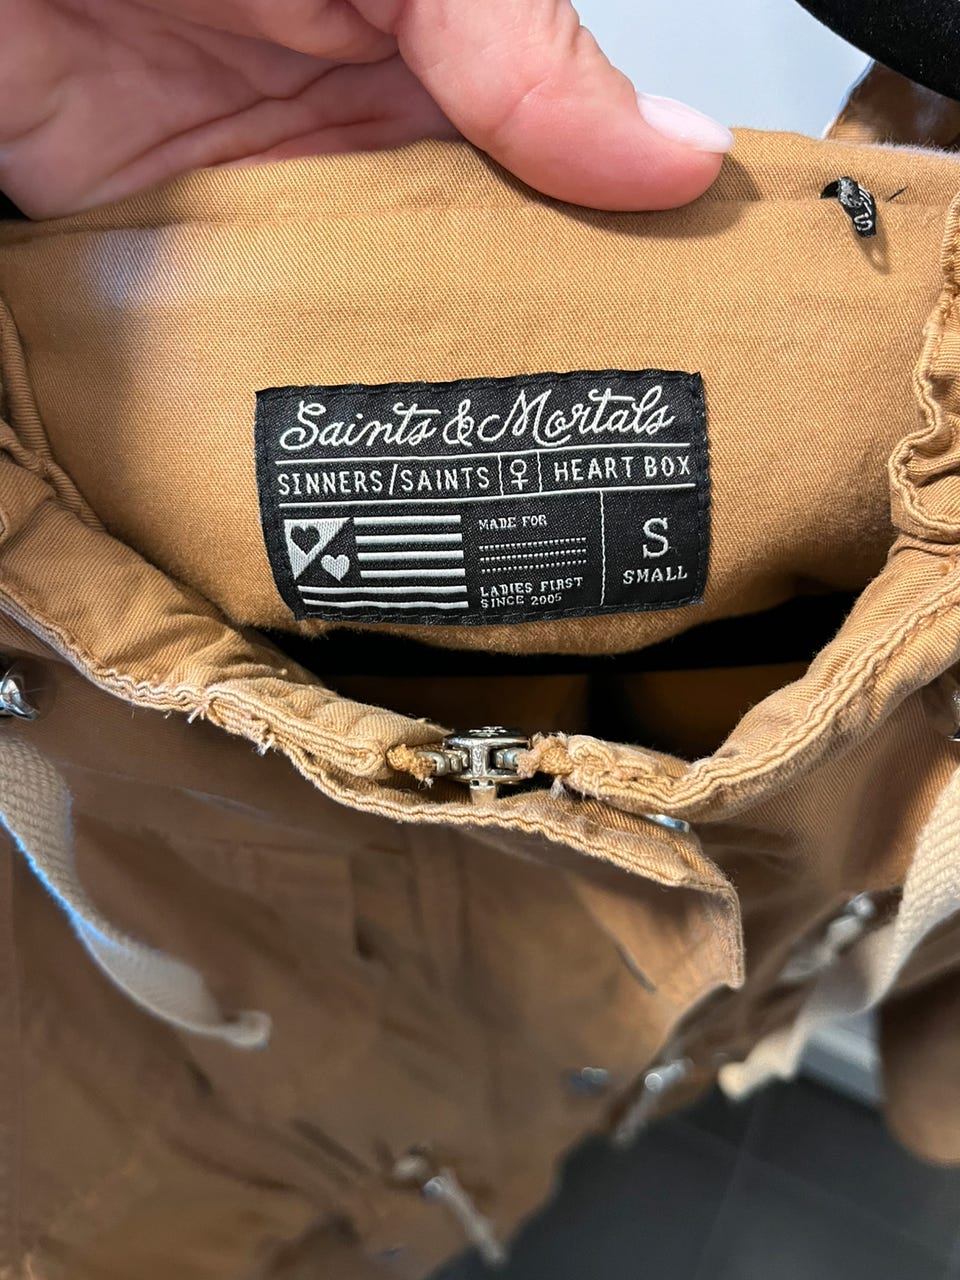 Saints & Mortals
SINNERS/SAINTS ♀ HEART BOX
MADE FOR
LADIES FIRST
SINCE 2005
S
SMALL